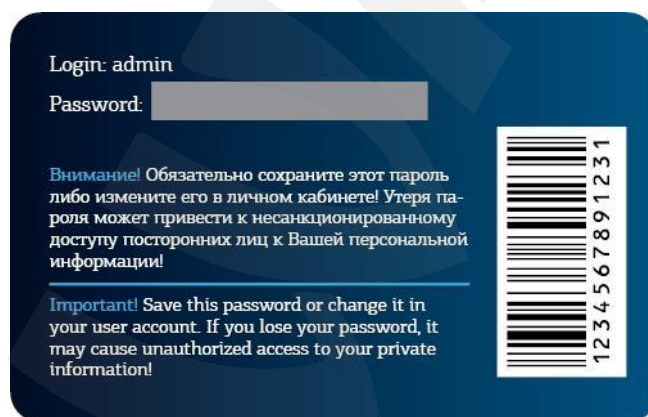 Login: admin
Password:
Внимание! Обязательно сохраните этот пароль
либо измените его в личном кабинете! Утеря па-
роля может привести к несанкционированному
доступу посторонних лиц к Вашей персональной
информации!
Important! Save this password or change it in
your user account. If you lose your password, it
may cause unauthorized access to your private
information!
1234567891231